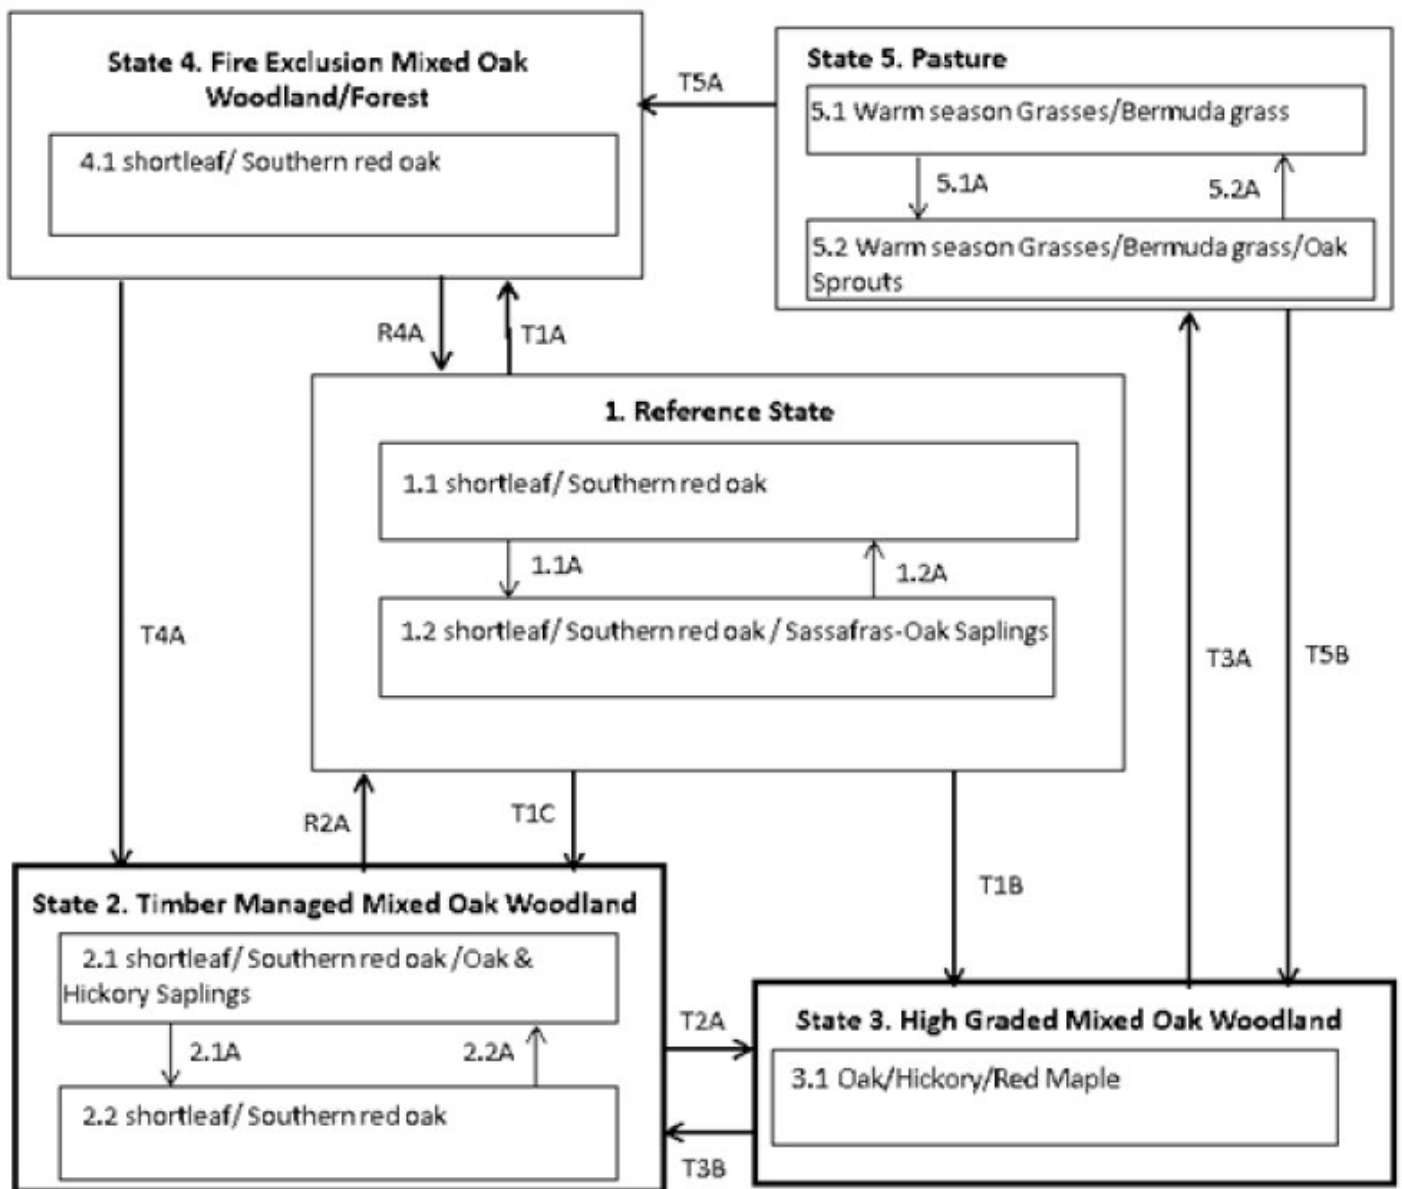 State 4. Fire Exclusion Mixed Oak
Woodland/Forest
4.1 shortleaf/ Southern red oak
T5A
State 5. Pasture
5.1 Warm season Grasses/Bermuda grass
5.1A
5.2A
5.2 Warm season Grasses/Bermuda grass/Oak
Sprouts
R4A
T1A
1. Reference State
1.1 shortleaf/ Southern red oak
1.1A
1.2A
1.2 shortleaf/ Southern red oak / Sassafras-Oak Saplings
T4A
T3A
T5B
R2A
T1C
T1B
State 2. Timber Managed Mixed Oak Woodland
2.1 shortleaf/ Southern red oak /Oak &
Hickory Saplings
2.1A
2.2A
2.2 shortleaf/ Southern red oak
T2A
T3B
State 3. High Graded Mixed Oak Woodland
3.1 Oak/Hickory/Red Maple